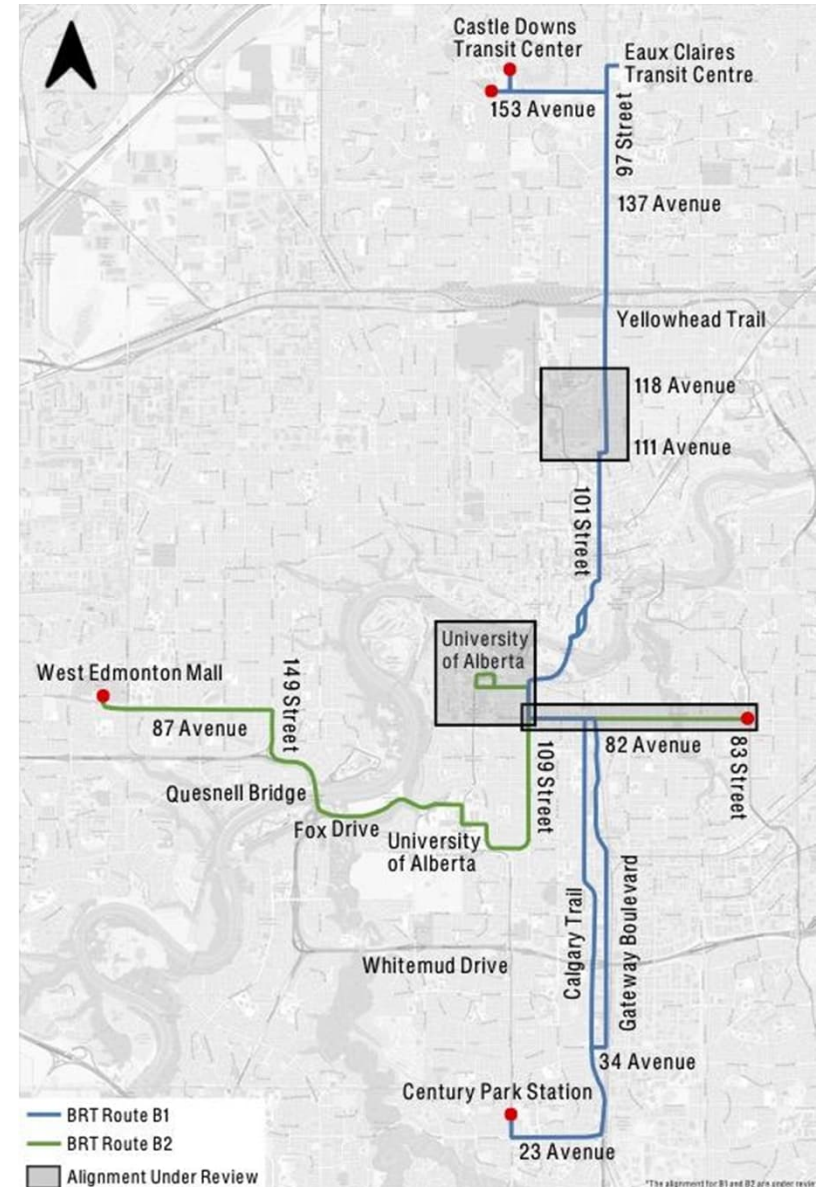 Castle Downs
Transit Center
Eaux Claires
Transit Centre
153 Avenue
97 Street
137 Avenue
Yellowhead Trail
118 Avenue
111 Avenue
101 Street
University
of Alberta
West Edmonton Mall
149 Street
87 Avenue
82 Avenue
109 Street
83 Street
Quesnell Bridge
Fox Drive
University
of Alberta
Calgary Trail
Gateway Boulevard
Whitemud Drive
34 Avenue
Century Park Station
23 Avenue
BRT Route B1
BRT Route B2
Alignment Under Review
*The alignment for B1 and B2 are under